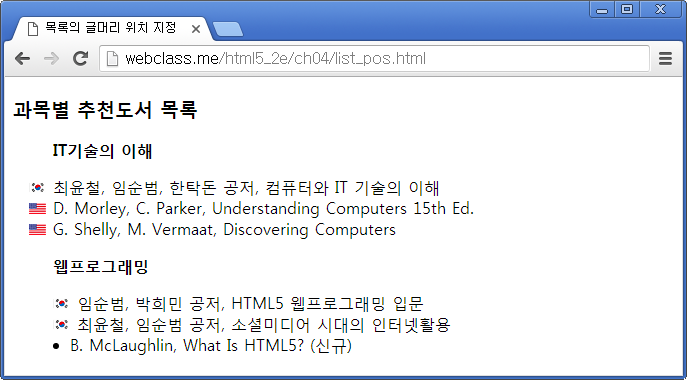 목록의 글머리 위치 지정
webclass.me/html5_2e/ch04/list_pos.html
과목별 추천도서 목록
IT기술의 이해
최윤철, 임순범, 한탁돈 공저, 컴퓨터와 IT 기술의 이해
D. Morley, C. Parker, Understanding Computers 15th Ed.
G. Shelly, M. Vermaat, Discovering Computers
웹프로그래밍
임순범, 박희민 공저, HTML5 웹프로그래밍 입문
최윤철, 임순범 공저, 소셜미디어 시대의 인터넷활용
B. McLaughlin, What Is HTML5? (신규)